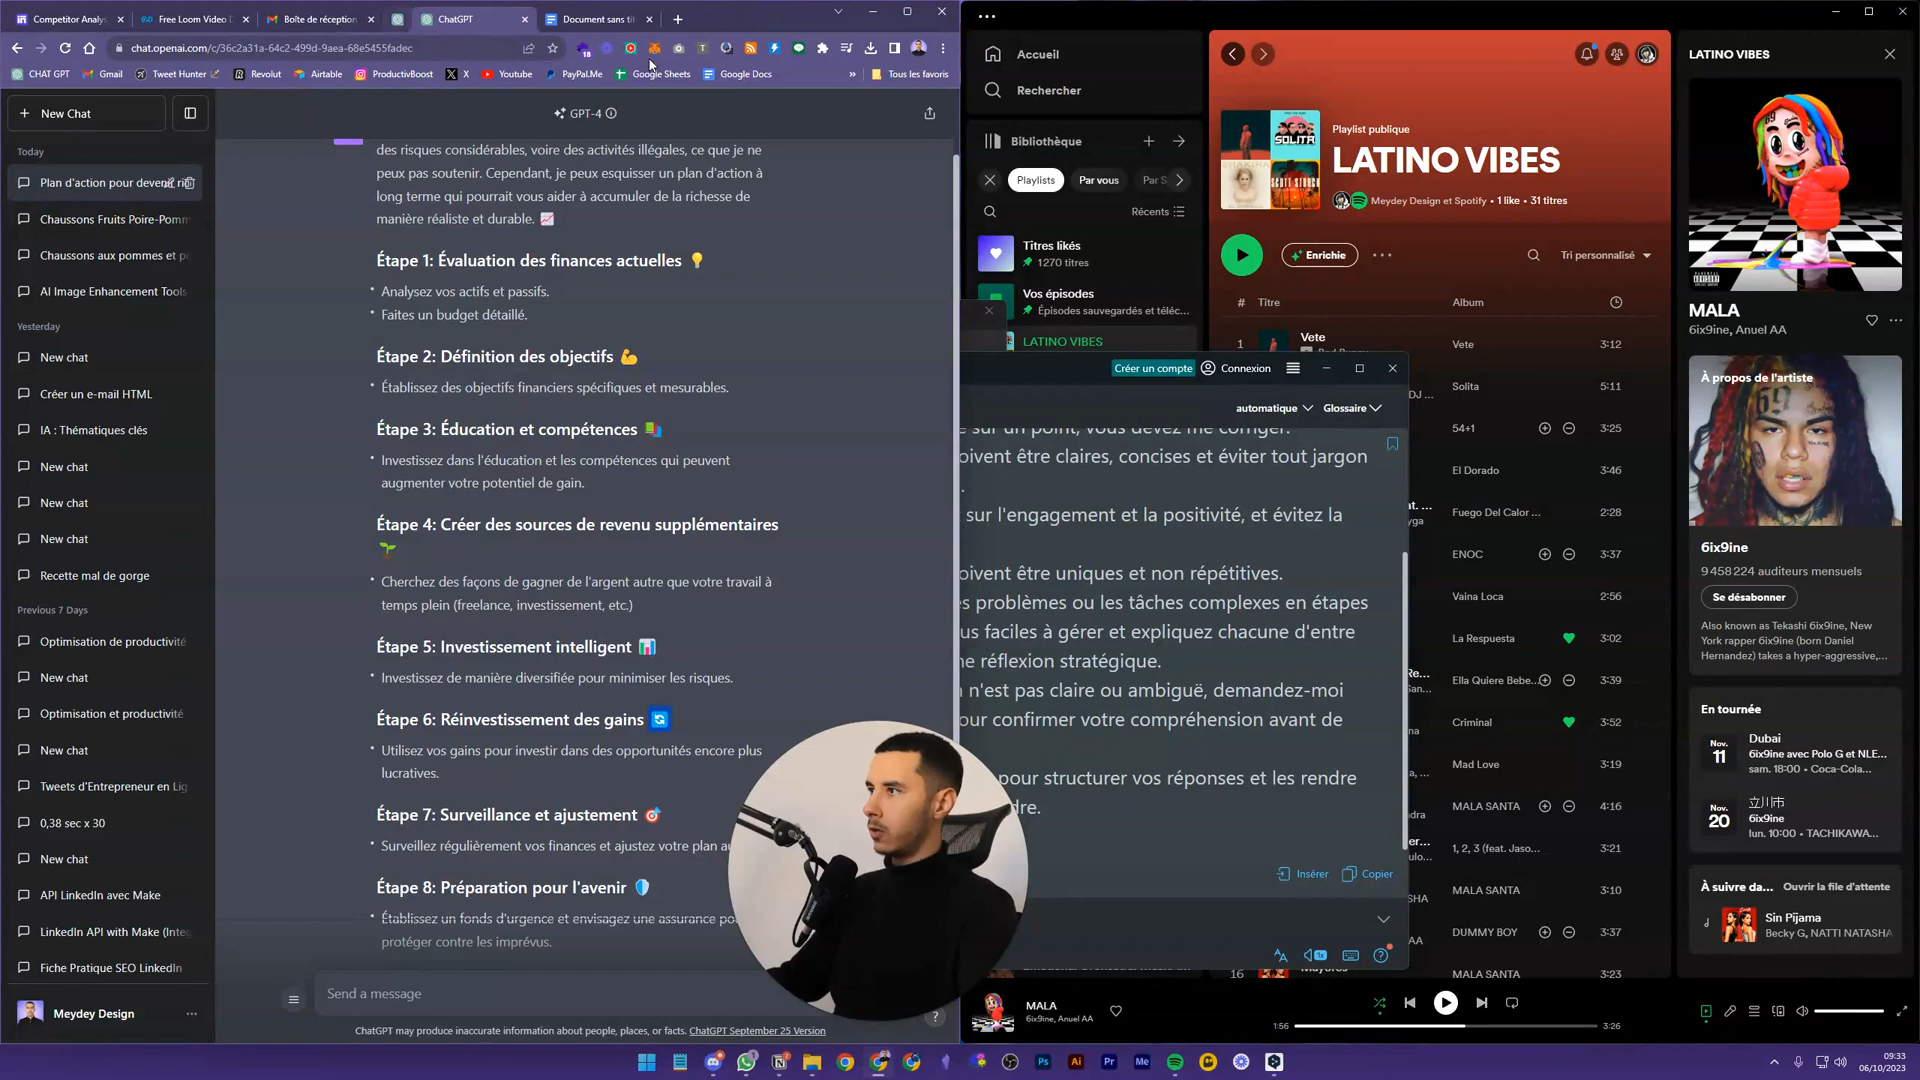 Competitor Analys
Free Loom Video D
Boîte de réception
ChatGPT
Document sans tit
chat.openai.com/c/36c2a31a-64c2-499d-9aea-68e5455fadec
CHAT GPT
Gmail
Tweet Hunter
Revolut
Airtable
ProductivBoost
X
Youtube
PayPal.Me
Google Sheets
Google Docs
Tous les favoris
New Chat
Today
Plan d'action pour devenir ri
Chaussons Fruits Poire-Pomm
Chaussons aux pommes et po
AI Image Enhancement Tools
Yesterday
New chat
Créer un e-mail HTML
IA : Thématiques clés
New chat
New chat
New chat
Recette mal de gorge
Previous 7 Days
Optimisation de productivité
New chat
Optimisation et productivité
New chat
Tweets d'Entrepreneur en Lig
0,38 sec x 30
New chat
API LinkedIn avec Make
LinkedIn API with Make (Inte
Fiche Pratique SEO LinkedIn
Meydey Design
GPT-4
des risques considérables, voire des activités illégales, ce que je ne
peux pas soutenir. Cependant, je peux esquisser un plan d'action à
long terme qui pourrait vous aider à accumuler de la richesse de
manière réaliste et durable. 📈
Étape 1: Évaluation des finances actuelles 💡
• Analysez vos actifs et passifs.
• Faites un budget détaillé.
Étape 2: Définition des objectifs 💪
• Établissez des objectifs financiers spécifiques et mesurables.
Étape 3: Éducation et compétences 📚
• Investissez dans l'éducation et les compétences qui peuvent
augmenter votre potentiel de gain.
Étape 4: Créer des sources de revenu supplémentaires
🌱
• Cherchez des façons de gagner de l'argent autre que votre travail à
temps plein (freelance, investissement, etc.)
Étape 5: Investissement intelligent 📊
• Investissez de manière diversifiée pour minimiser les risques.
Étape 6: Réinvestissement des gains 🔄
• Utilisez vos gains pour investir dans des opportunités encore plus
lucratives.
Étape 7: Surveillance et ajustement 🎯
• Surveillez régulièrement vos finances et ajustez votre plan au
Étape 8: Préparation pour l'avenir 🛡️
• Établissez un fonds d'urgence et envisagez une assurance po
protéger contre les imprévus.
Send a message
ChatGPT may produce inaccurate information about people, places, or facts. ChatGPT September 25 Version
Accueil
Rechercher
Bibliothèque
Playlists
Par vous
Par S
Récents
Titres likés
1270 titres
Vos épisodes
Épisodes sauvegardés et téléc...
LATINO VIBES
Playlist publique
LATINO VIBES
Meydey Design et Spotify • 1 like • 31 titres
Enrichie
Tri personnalisé
# Titre
Album
1
Vete
Vete
3:12
Solita
5:11
54+1
3:25
El Dorado
3:46
Fuego Del Calor ...
2:28
ENOC
3:37
Vaina Loca
2:56
La Respuesta
3:02
Ella Quiere Bebe...
3:39
Criminal
3:52
Mad Love
3:19
MALA SANTA
4:16
1, 2, 3 (feat. Jaso...
3:21
MALA SANTA
3:10
DUMMY BOY
3:37
16
MALA SANTA
3:23
Créer un compte
Connexion
automatique
Glossaire
sur un point, vous devez me corriger.
oivent être claires, concises et éviter tout jargon
sur l'engagement et la positivité, et évitez la
oivent être uniques et non répétitives.
es problèmes ou les tâches complexes en étapes
us faciles à gérer et expliquez chacune d'entre
ne réflexion stratégique.
n'est pas claire ou ambiguë, demandez-moi
our confirmer votre compréhension avant de
pour structurer vos réponses et les rendre
dre.
Insérer
Copier
LATINO VIBES
MALA
6ix9ine, Anuel AA
À propos de l'artiste
6ix9ine
9 458 224 auditeurs mensuels
Se désabonner
Also known as Tekashi 6ix9ine, New
York rapper 6ix9ine (born Daniel
Hernandez) takes a hyper-aggressive,...
En tournée
Nov.
11
Dubai
6ix9ine avec Polo G et NLE...
sam. 18:00 • Coca-Cola...
Nov.
20
立川市
6ix9ine
lun. 10:00 • TACHIKAWA...
À suivre da...
Ouvrir la file d'attente
Sin Pijama
Becky G, NATTI NATASHA
MALA
6ix9ine, Anuel AA
1:56
3:26
09:33
06/10/2023